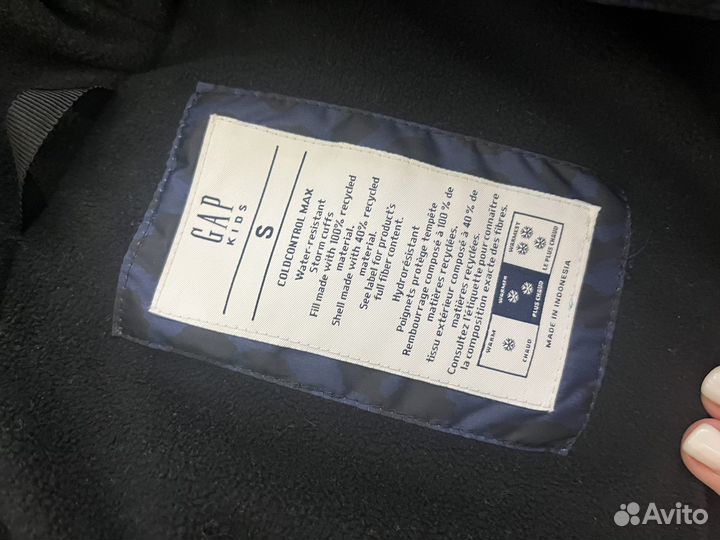 GAP
KIDS
S
COLDCONTROL MAX
Water-resistant
Storm cuffs
Fill made with 100% recycled
material.
Shell made with 40% recycled
material.
See label for product's
full fiber content.
Hydrorésistant
Poignets protège tempête
Rembourrage composé à 100 % de
matières recyclées.
tissu extérieur composé à 40 % de
matières recyclées.
Consultez l'étiquette pour connaître
la composition exacte des fibres.
WARM
CHAUD
WARMER
PLUS CHAUD
WARMEST
LE PLUS CHAUD
MADE IN INDONESIA
Avito